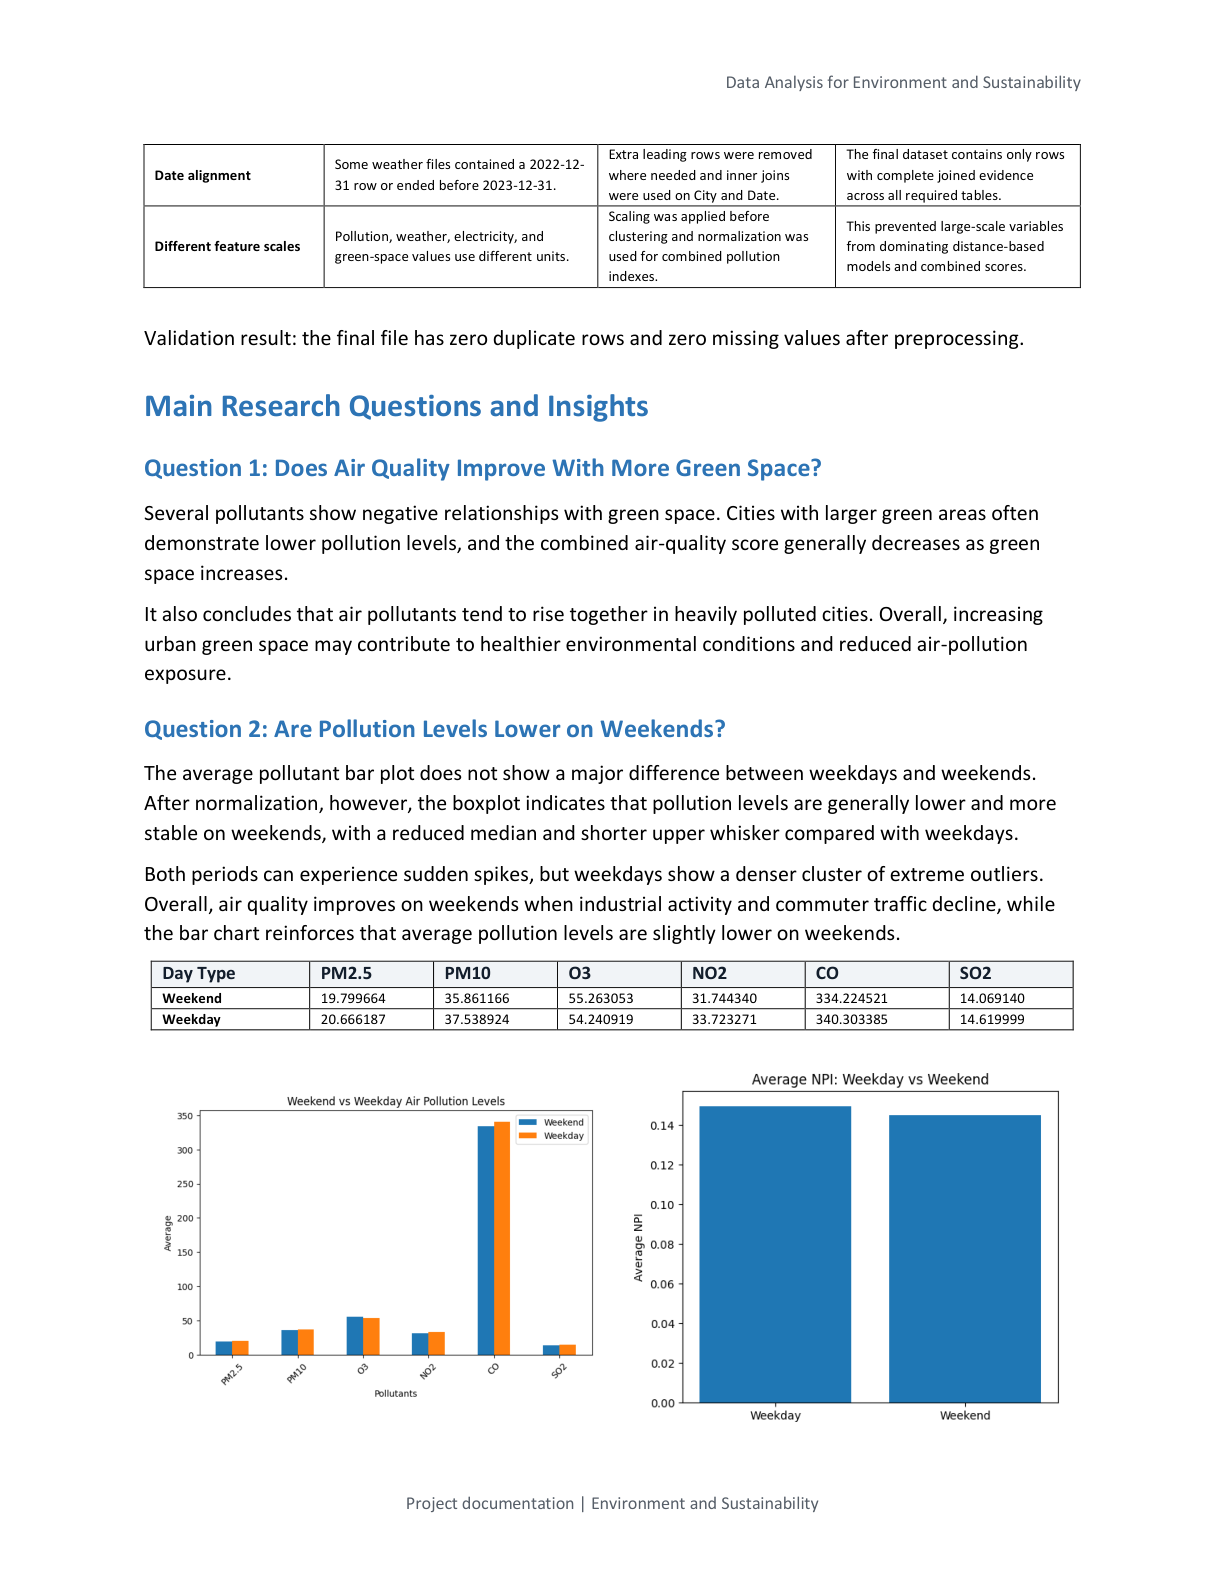 Data Analysis for Environment and Sustainability
Date alignment
Some weather files contained a 2022-12-
31 row or ended before 2023-12-31.
Extra leading rows were removed
where needed and inner joins
were used on City and Date.
The final dataset contains only rows
with complete joined evidence
across all required tables.
Different feature scales
Pollution, weather, electricity, and
green-space values use different units.
Scaling was applied before
clustering and normalization was
used for combined pollution
indexes.
This prevented large-scale variables
from dominating distance-based
models and combined scores.
Validation result: the final file has zero duplicate rows and zero missing values after preprocessing.
Main Research Questions and Insights
Question 1: Does Air Quality Improve With More Green Space?
Several pollutants show negative relationships with green space. Cities with larger green areas often
demonstrate lower pollution levels, and the combined air-quality score generally decreases as green
space increases.
It also concludes that air pollutants tend to rise together in heavily polluted cities. Overall, increasing
urban green space may contribute to healthier environmental conditions and reduced air-pollution
exposure.
Question 2: Are Pollution Levels Lower on Weekends?
The average pollutant bar plot does not show a major difference between weekdays and weekends.
After normalization, however, the boxplot indicates that pollution levels are generally lower and more
stable on weekends, with a reduced median and shorter upper whisker compared with weekdays.
Both periods can experience sudden spikes, but weekdays show a denser cluster of extreme outliers.
Overall, air quality improves on weekends when industrial activity and commuter traffic decline, while
the bar chart reinforces that average pollution levels are slightly lower on weekends.
Day Type PM2.5 PM10 O3 NO2 CO SO2
Weekend 19.799664 35.861166 55.263053 31.744340 334.224521 14.069140
Weekday 20.666187 37.538924 54.240919 33.723271 340.303385 14.619999
Weekend vs Weekday Air Pollution Levels
Weekend
Weekday
350
300
250
200
150
100
50
0
Average
PM2.5 PM10 O3 NO2 CO SO2
Pollutants
Average NPI: Weekday vs Weekend
0.14
0.12
0.10
0.08
0.06
0.04
0.02
0.00
Average NPI
Weekday Weekend
Project documentation | Environment and Sustainability